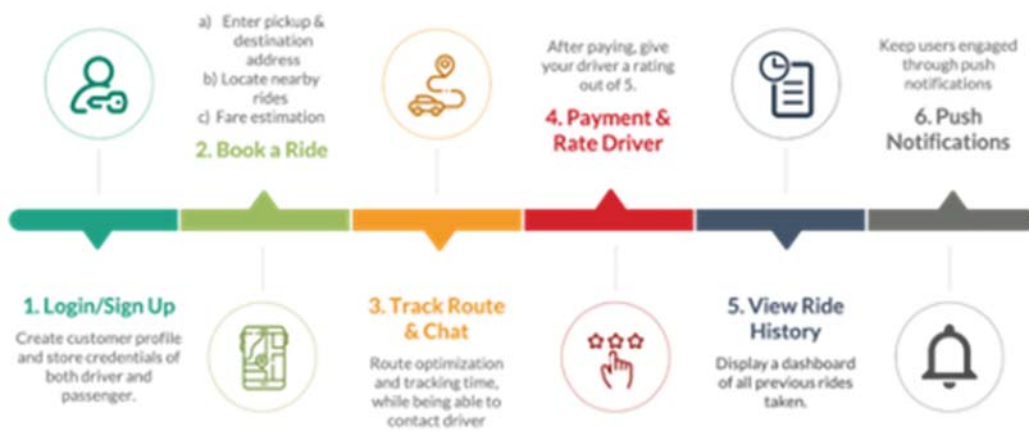 1. Login/Sign Up
Create customer profile
and store credentials of
both driver and
passenger.
a) Enter pickup &
destination
address
b) Locate nearby
rides
c) Fare estimation
2. Book a Ride
3. Track Route
& Chat
Route optimization
and tracking time,
while being able to
contact driver
After paying, give
your driver a rating
out of 5.
4. Payment &
Rate Driver
5. View Ride
History
Display a dashboard
of all previous rides
taken.
Keep users engaged
through push
notifications
6. Push
Notifications